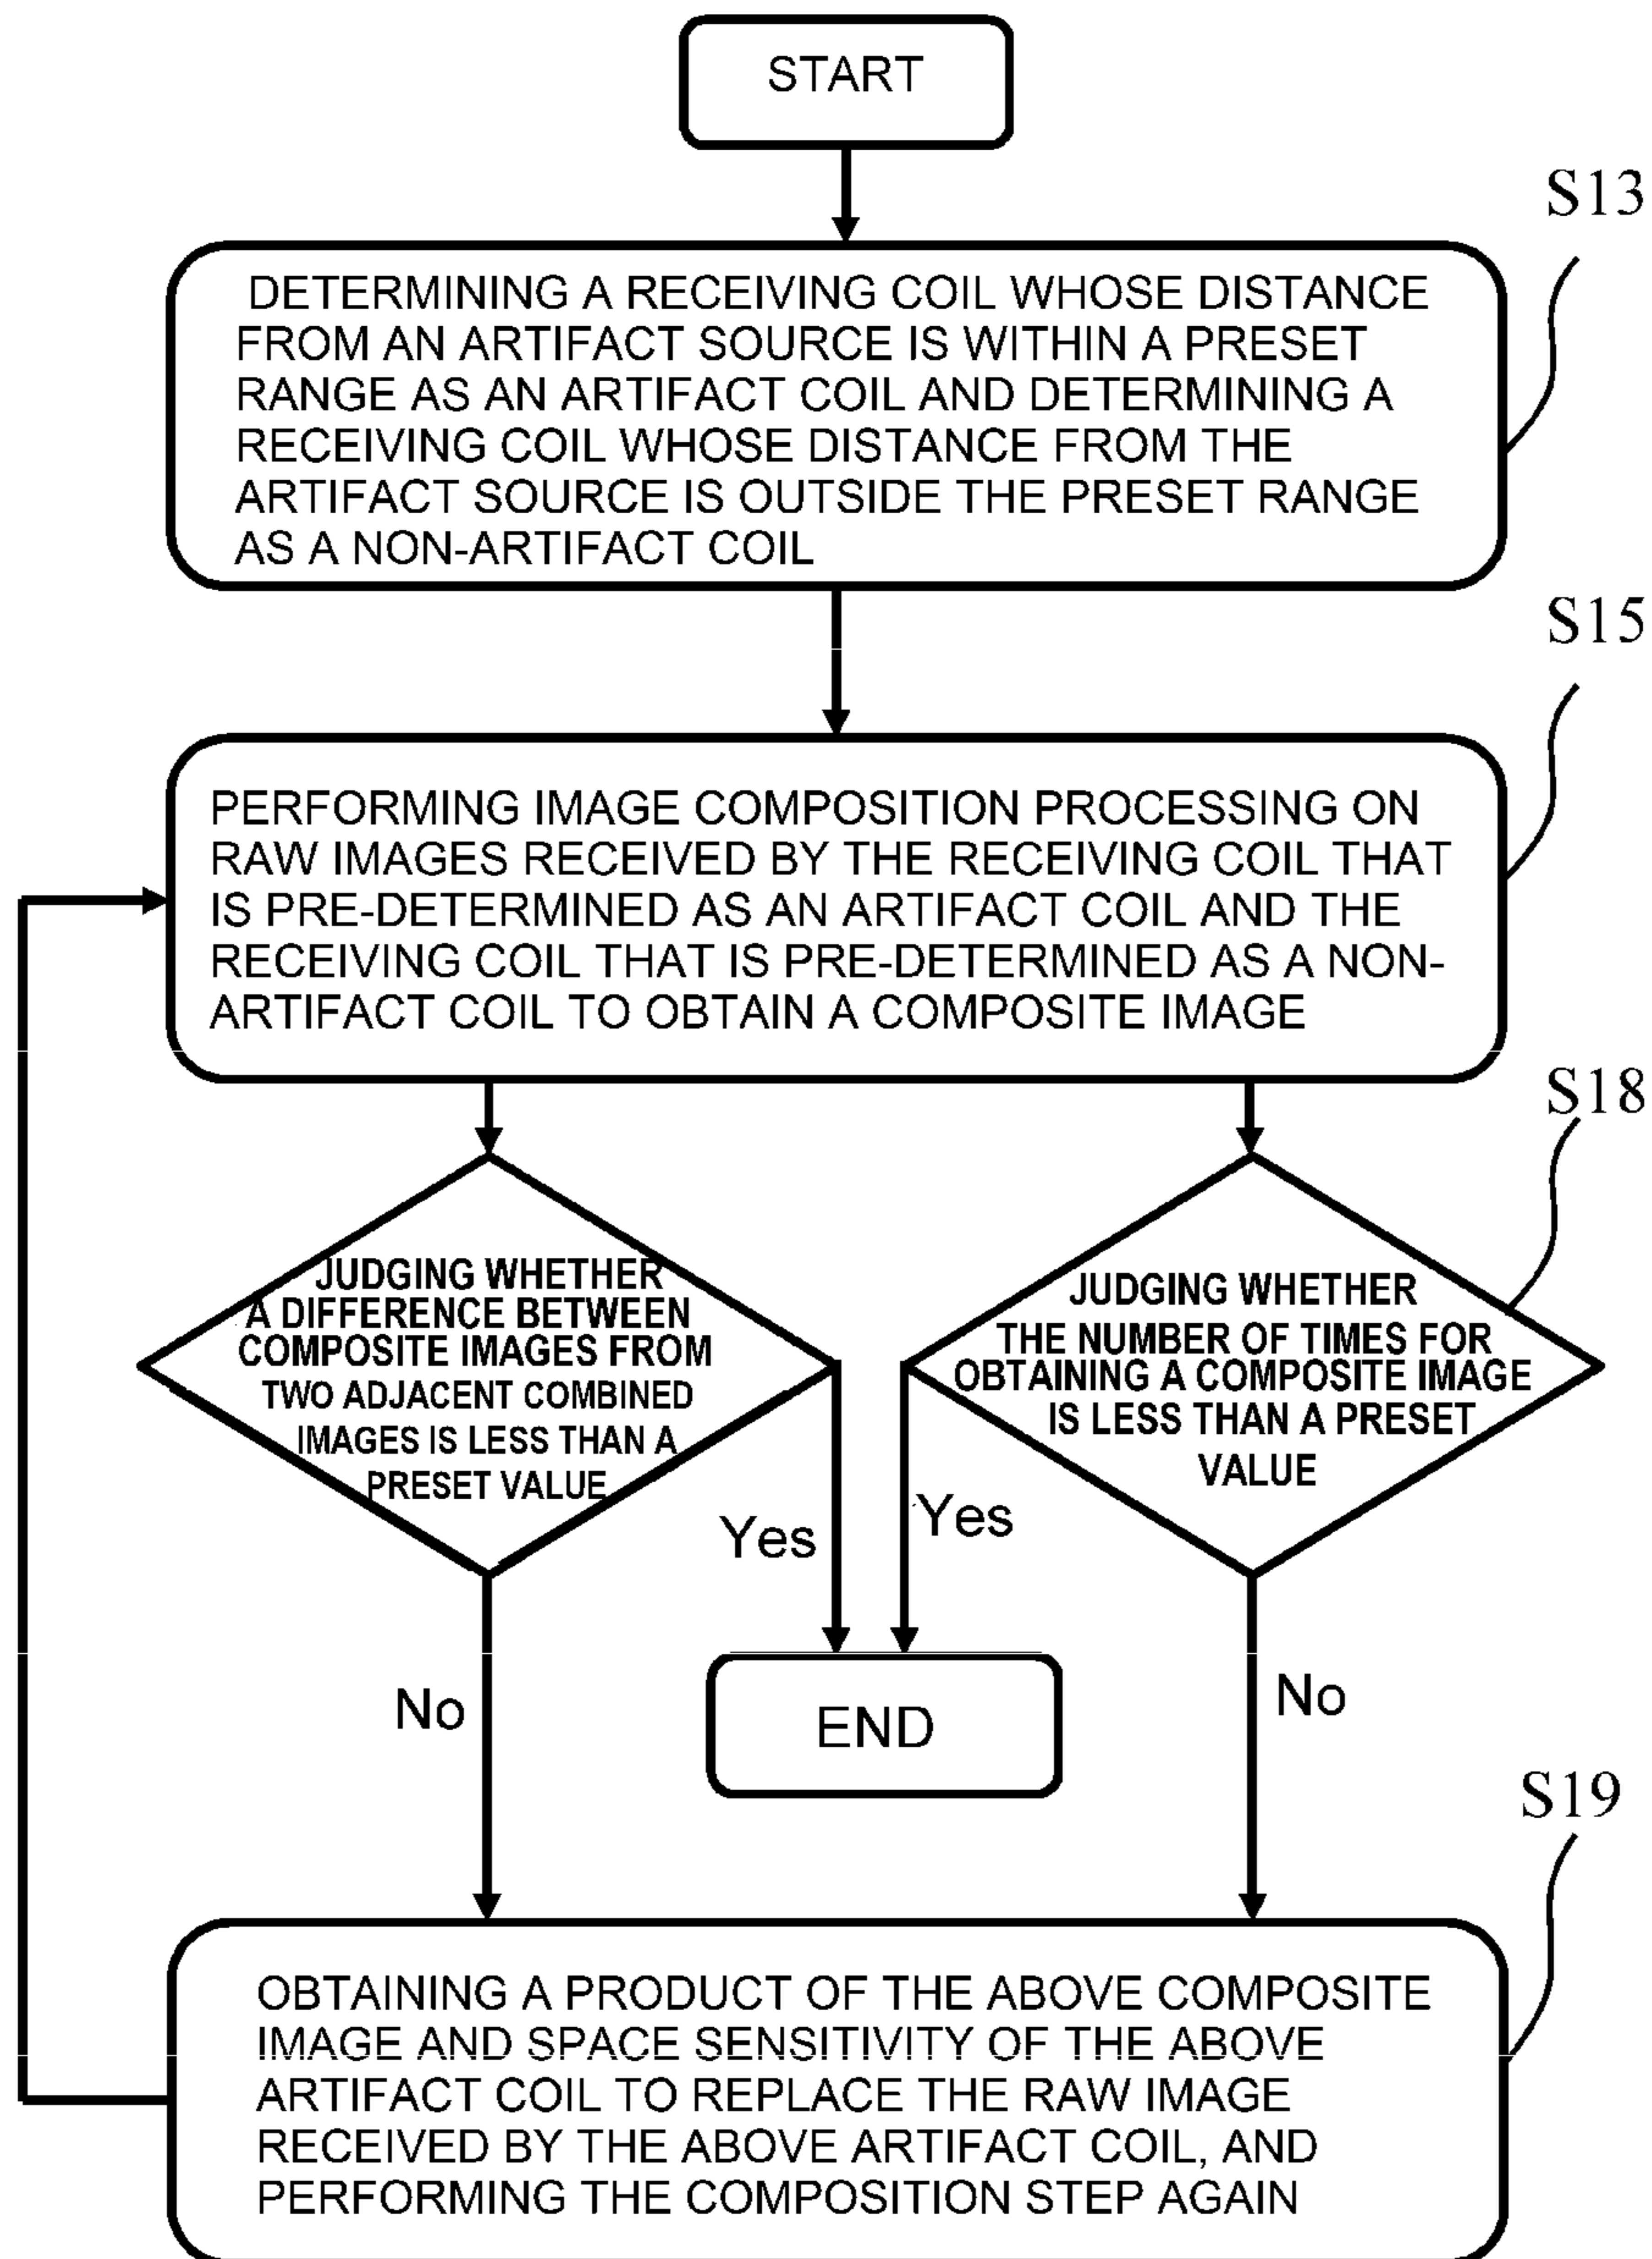 START
S13
DETERMINING A RECEIVING COIL WHOSE DISTANCE
FROM AN ARTIFACT SOURCE IS WITHIN A PRESET
RANGE AS AN ARTIFACT COIL AND DETERMINING A
RECEIVING COIL WHOSE DISTANCE FROM THE
ARTIFACT SOURCE IS OUTSIDE THE PRESET RANGE
AS A NON-ARTIFACT COIL
S15
PERFORMING IMAGE COMPOSITION PROCESSING ON
RAW IMAGES RECEIVED BY THE RECEIVING COIL THAT
IS PRE-DETERMINED AS AN ARTIFACT COIL AND THE
RECEIVING COIL THAT IS PRE-DETERMINED AS A NON-
ARTIFACT COIL TO OBTAIN A COMPOSITE IMAGE
S18
JUDGING WHETHER
A DIFFERENCE BETWEEN
COMPOSITE IMAGES FROM
TWO ADJACENT COMBINED
IMAGES IS LESS THAN A
PRESET VALUE
JUDGING WHETHER
THE NUMBER OF TIMES FOR
OBTAINING A COMPOSITE IMAGE
IS LESS THAN A PRESET
VALUE
Yes
Yes
No
END
No
S19
OBTAINING A PRODUCT OF THE ABOVE COMPOSITE
IMAGE AND SPACE SENSITIVITY OF THE ABOVE
ARTIFACT COIL TO REPLACE THE RAW IMAGE
RECEIVED BY THE ABOVE ARTIFACT COIL, AND
PERFORMING THE COMPOSITION STEP AGAIN